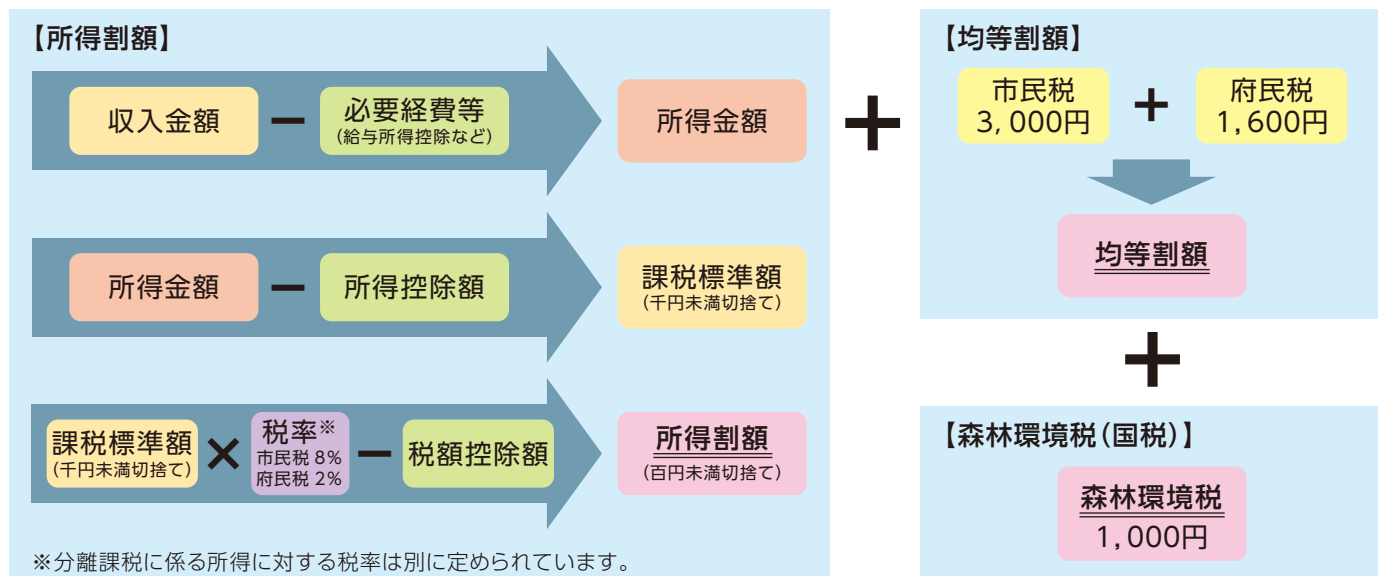 【所得割額】
収入金額
ー
必要経費等
(給与所得控除など)
所得金額
所得金額
ー
所得控除額
課税標準額
(千円未満切捨て)
課税標準額
(千円未満切捨て)
×
税率※
市民税 8%
府民税 2%
ー
税額控除額
所得割額
(百円未満切捨て)
※分離課税に係る所得に対する税率は別に定められています。
+
【均等割額】
市民税
3,000円
+
府民税
1,600円
均等割額
+
【森林環境税(国税)】
森林環境税
1,000円